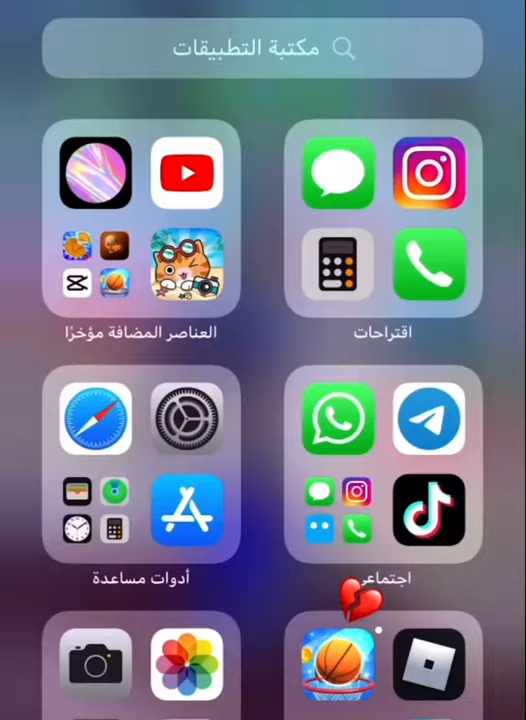 مكتبة التطبيقات
اقتراحات
العناصر المضافة مؤخرًا
اجتماعي
أدوات مساعدة